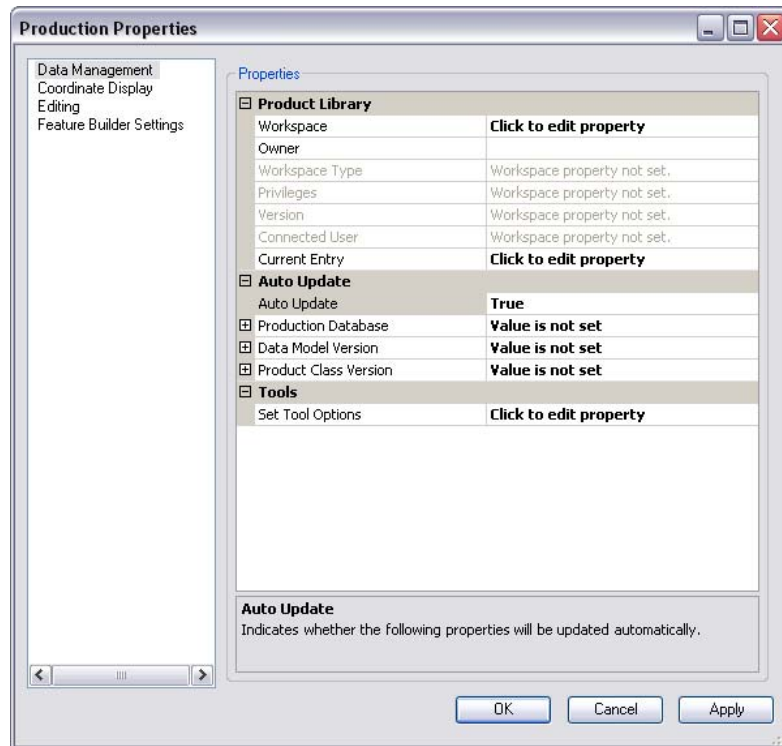 Production Properties
Data Management
Coordinate Display
Editing
Feature Builder Settings
Properties
Product Library
Workspace Click to edit property
Owner
Workspace Type Workspace property not set.
Privileges Workspace property not set.
Version Workspace property not set.
Connected User Workspace property not set.
Current Entry Click to edit property
Auto Update
Auto Update True
Production Database Value is not set
Data Model Version Value is not set
Product Class Version Value is not set
Tools
Set Tool Options Click to edit property
Auto Update
Indicates whether the following properties will be updated automatically.
OK Cancel Apply